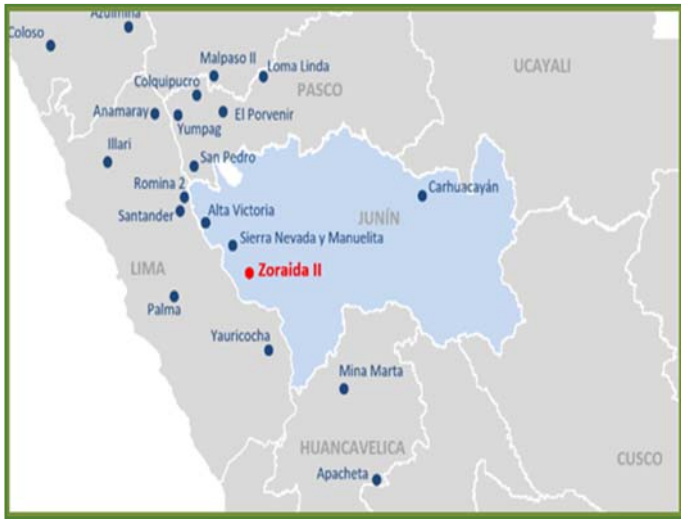 Azulmina
Coloso
Malpaso II
Loma Linda
UCAYALI
Colquipucro
PASCO
Anamaray
El Porvenir
Yumpag
Illari
San Pedro
Romina 2
Carhuacayán
Santander
Alta Victoria
JUNÍN
Sierra Nevada y Manuelita
LIMA
Zoraida II
Palma
Yauricocha
Mina Marta
HUANCAVELICA
CUSCO
Apacheta